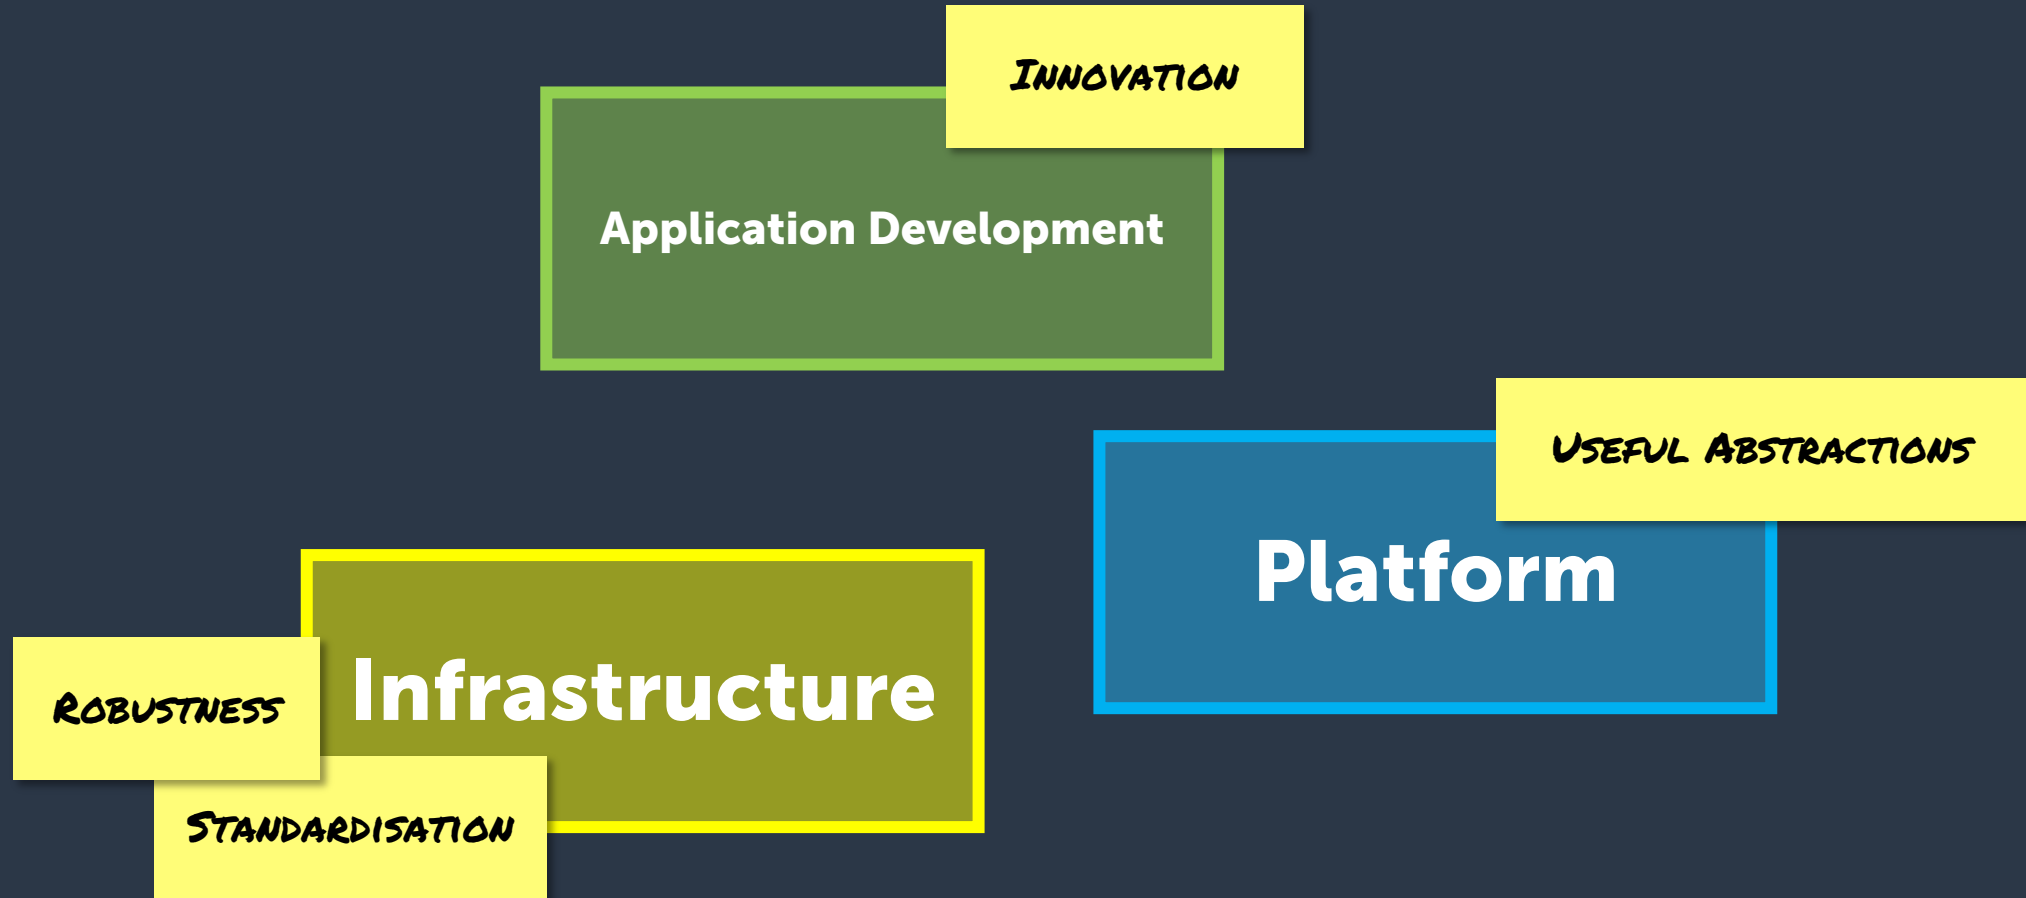 Innovation
Application Development
Useful Abstractions
Platform
Infrastructure
Robustness
Standardisation